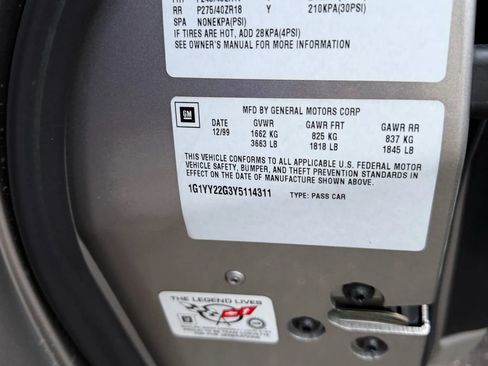 RR P275/40ZR18 Y 210KPA(30PSI)
SPA NONEKPA(PSI)
IF TIRES ARE HOT, ADD 28KPA(4PSI)
SEE OWNER'S MANUAL FOR MORE INFORMATION
GM
MFD BY GENERAL MOTORS CORP
DATE GVWR GAWR FRT GAWR RR
12/99 1662 KG 825 KG 837 KG
3663 LB 1818 LB 1845 LB
THIS VEHICLE CONFORMS TO ALL APPLICABLE U.S. FEDERAL MOTOR
VEHICLE SAFETY, BUMPER, AND THEFT PREVENTION STANDARDS IN
EFFECT ON THE DATE OF MANUFACTURE SHOWN ABOVE.
1G1YY22G3Y5114311 TYPE: PASS CAR
THE LEGEND LIVES